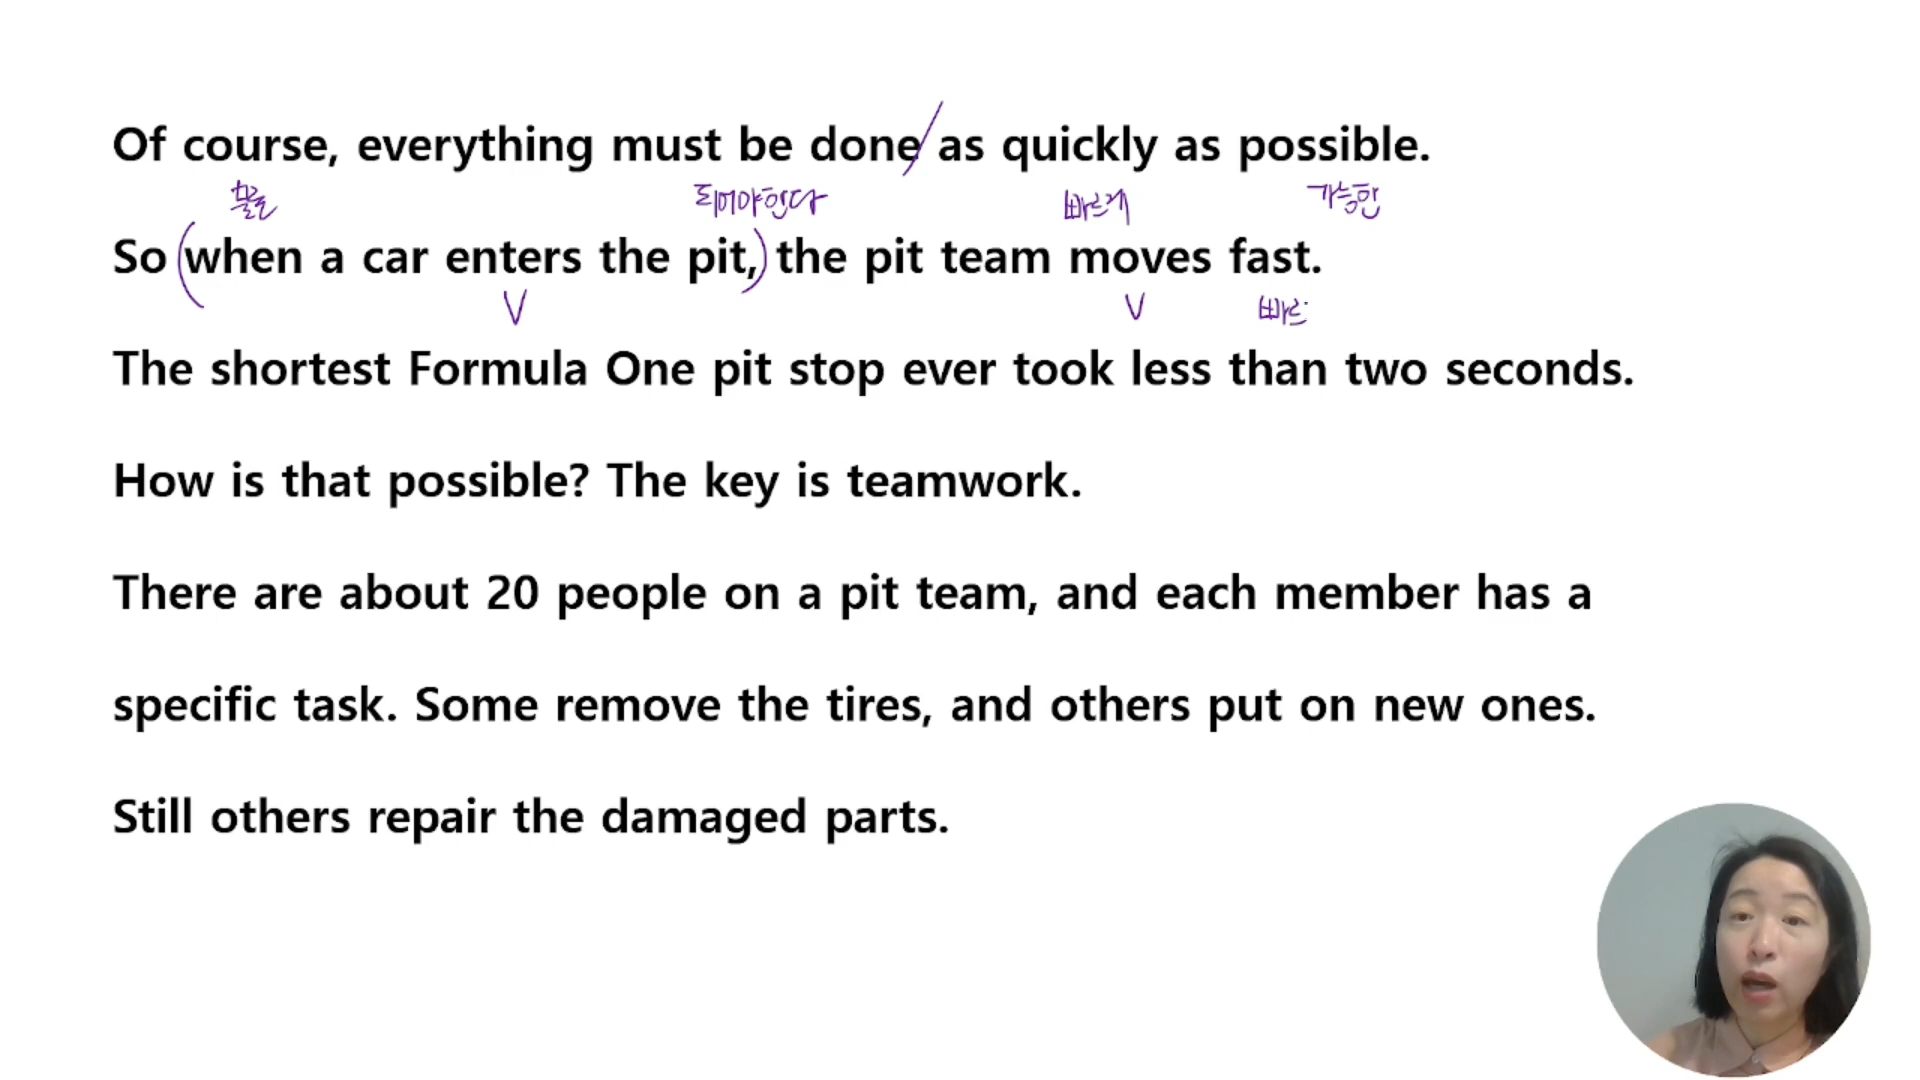 Of course, everything must be done as quickly as possible.
물론 되어야한다 빠르게 가능한
So (when a car enters the pit,) the pit team moves fast.
V V 빠르
The shortest Formula One pit stop ever took less than two seconds.
How is that possible? The key is teamwork.
There are about 20 people on a pit team, and each member has a
specific task. Some remove the tires, and others put on new ones.
Still others repair the damaged parts.